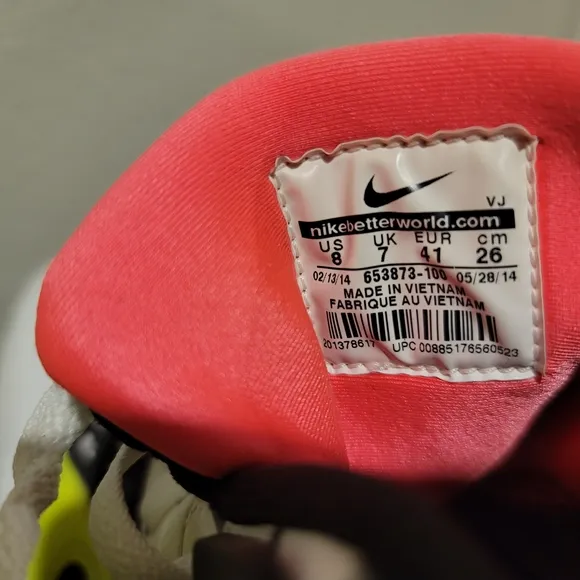 VJ
nikebetterworld.com
US UK EUR cm
8 7 41 26
02/13/14 653873-100 05/28/14
MADE IN VIETNAM
FABRIQUE AU VIETNAM
201378617 UPC 00885176560523